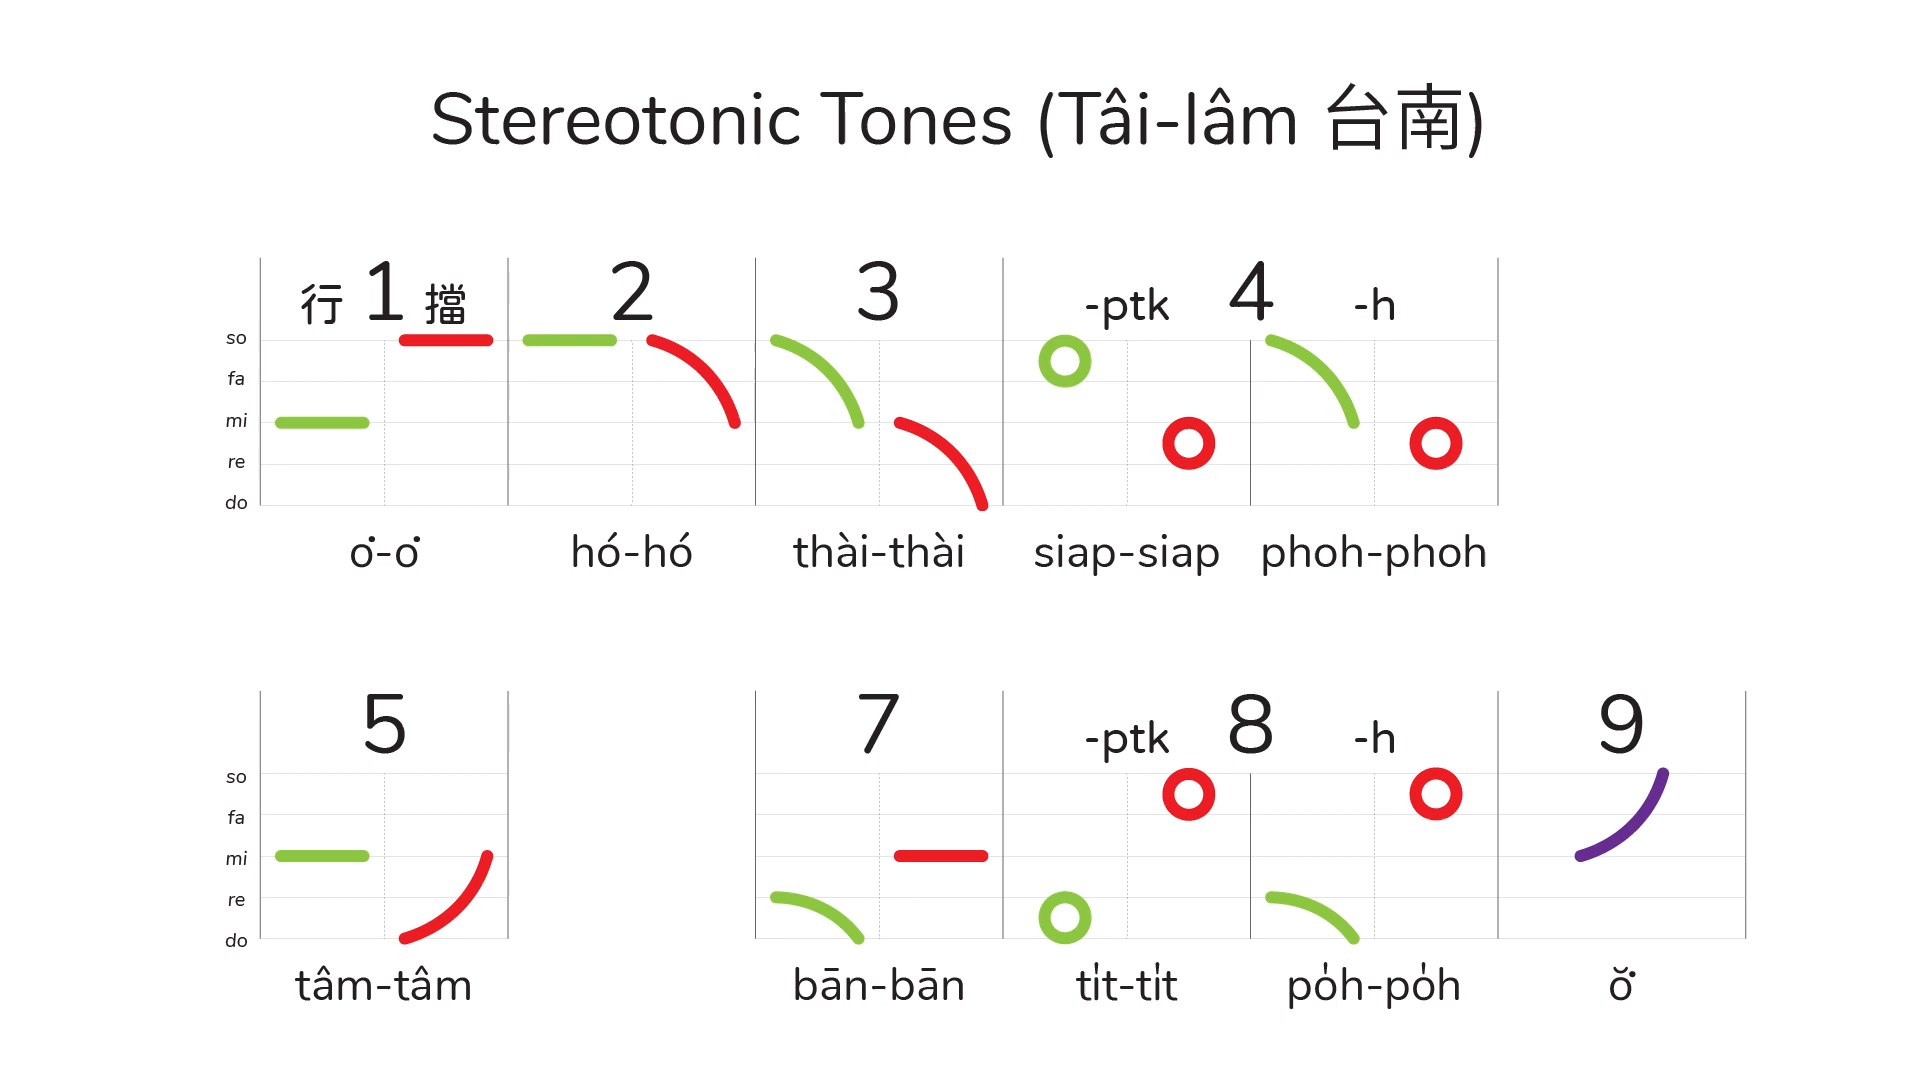 Stereotonic Tones (Tâi-lâm 台南)
行 1 擋 2 3 -ptk 4 -h
so
fa
mi
re
do
o͘-o͘ hó-hó thài-thài siap-siap phoh-phoh
5 7 -ptk 8 -h 9
so
fa
mi
re
do
tâm-tâm bān-bān ti̍t-ti̍t po̍h-po̍h ŏ͘